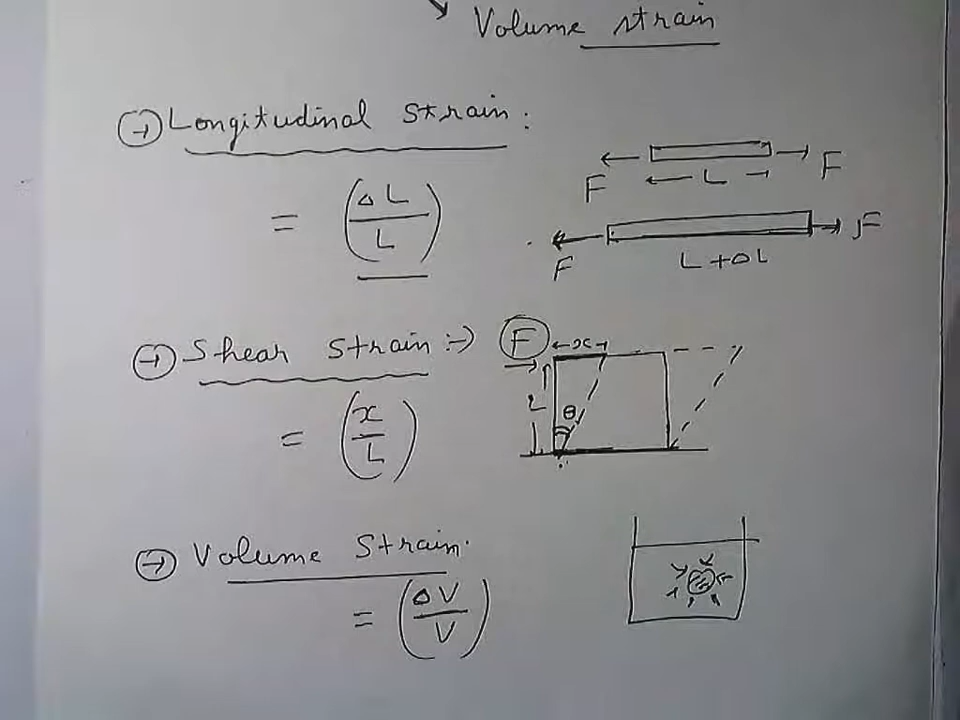 ↘ Volume strain
→ Longitudinal strain :
= (ΔL/L)
F ← L → F
F L+ΔL F
→ Shear strain :-)
F ←x→
L θ
= (x/L)
→ Volume strain.
= (ΔV/V)